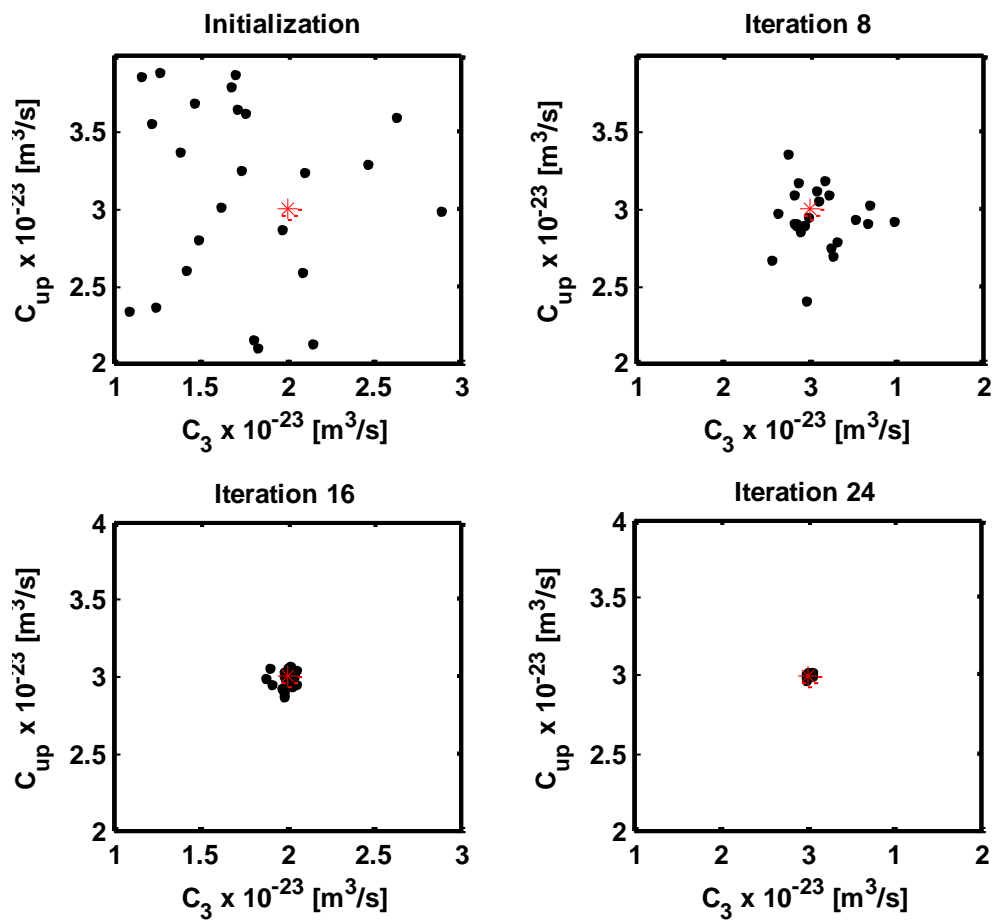 Initialization
3.5
3
2.5
2
1 1.5 2 2.5 3
C_up x 10^-23 [m^3/s]
C_3 x 10^-23 [m^3/s]
Iteration 8
3.5
3
2.5
2
1 2 3 1 2
C_up x 10^-23 [m^3/s]
C_3 x 10^-23 [m^3/s]
Iteration 16
4
3.5
3
2.5
2
1 1.5 2 2.5 3
C_up x 10^-23 [m^3/s]
C_3 x 10^-23 [m^3/s]
Iteration 24
4
3.5
3
2.5
2
1 2 3 1 2
C_up x 10^-23 [m^3/s]
C_3 x 10^-23 [m^3/s]